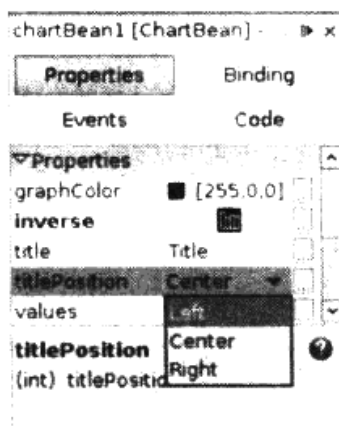 chartBean1 [ChartBean] -
Properties Binding
Events Code
Properties
graphColor [255,0,0]
inverse
title Title
titlePosition Center
values Left
Center
titlePosition
Right
(int) titlePositio